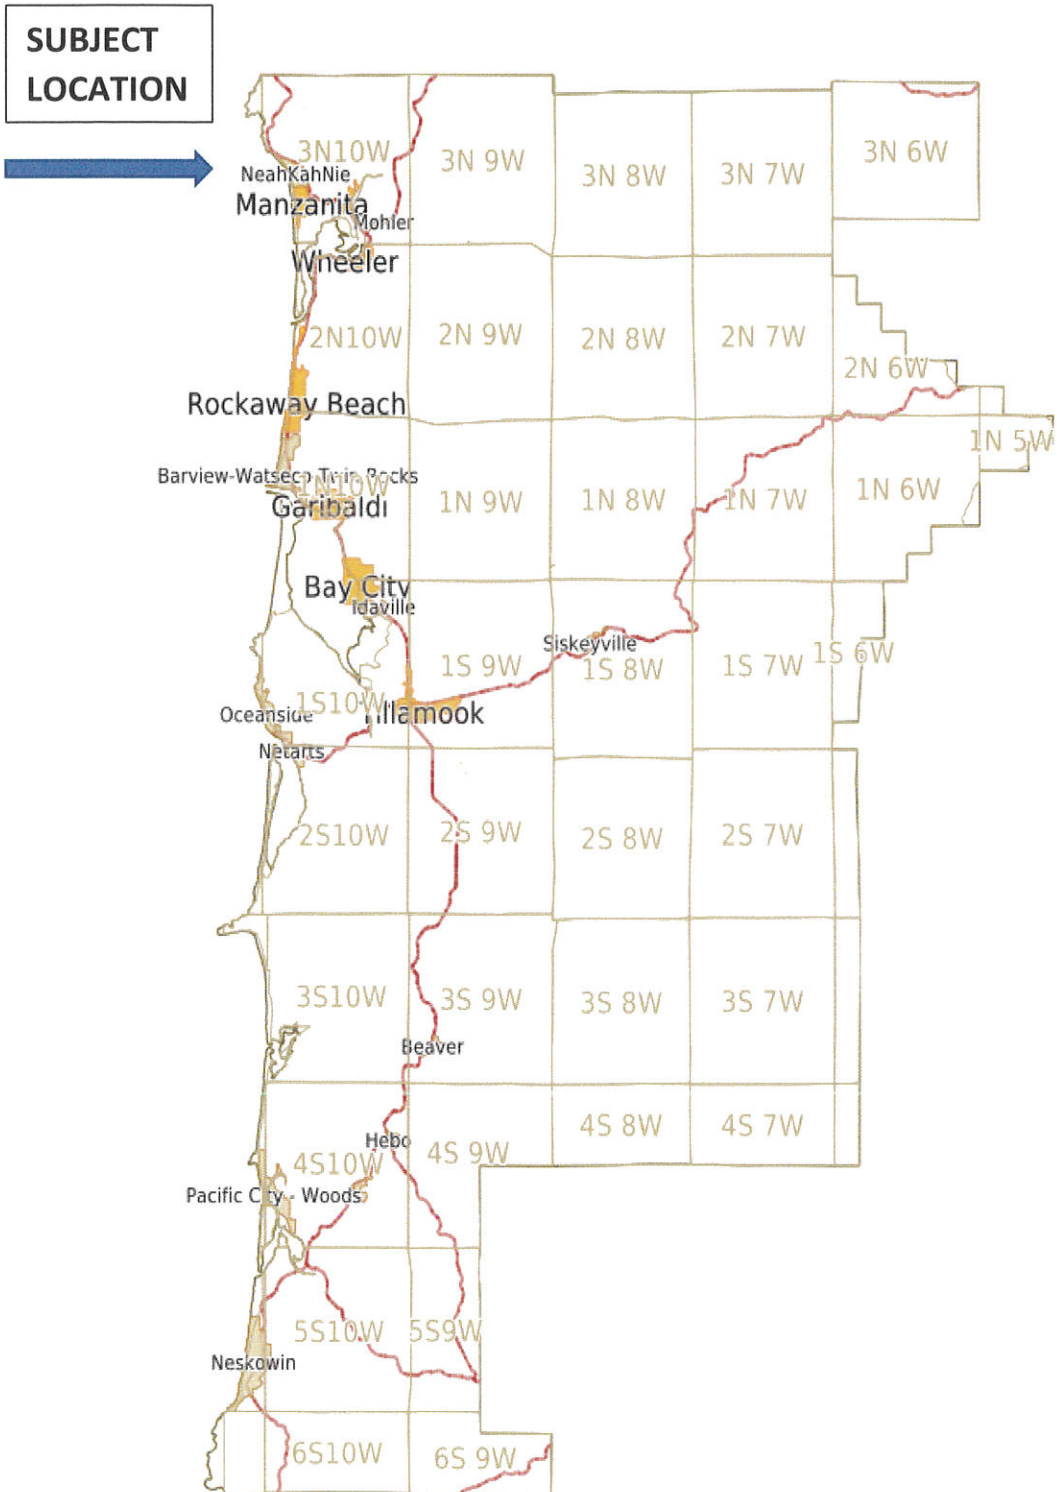 SUBJECT
LOCATION
3N10W
3N 9W
3N 8W
3N 7W
3N 6W
NeahKahNie
Manzanita
Mohler
Wheeler
2N10W
2N 9W
2N 8W
2N 7W
2N 6W
Rockaway Beach
1N 5W
Barview-Watseco Twin Rocks
1N10W
1N 9W
1N 8W
1N 7W
1N 6W
Garibaldi
Bay City
Idaville
Siskeyville
1S 9W
1S 8W
1S 7W
1S 6W
1S10W
Oceanside
Tillamook
Netarts
2S10W
2S 9W
2S 8W
2S 7W
3S10W
3S 9W
3S 8W
3S 7W
Beaver
4S 8W
4S 7W
Hebo
4S10W
4S 9W
Pacific City - Woods
5S10W
5S9W
Neskowin
6S10W
6S 9W